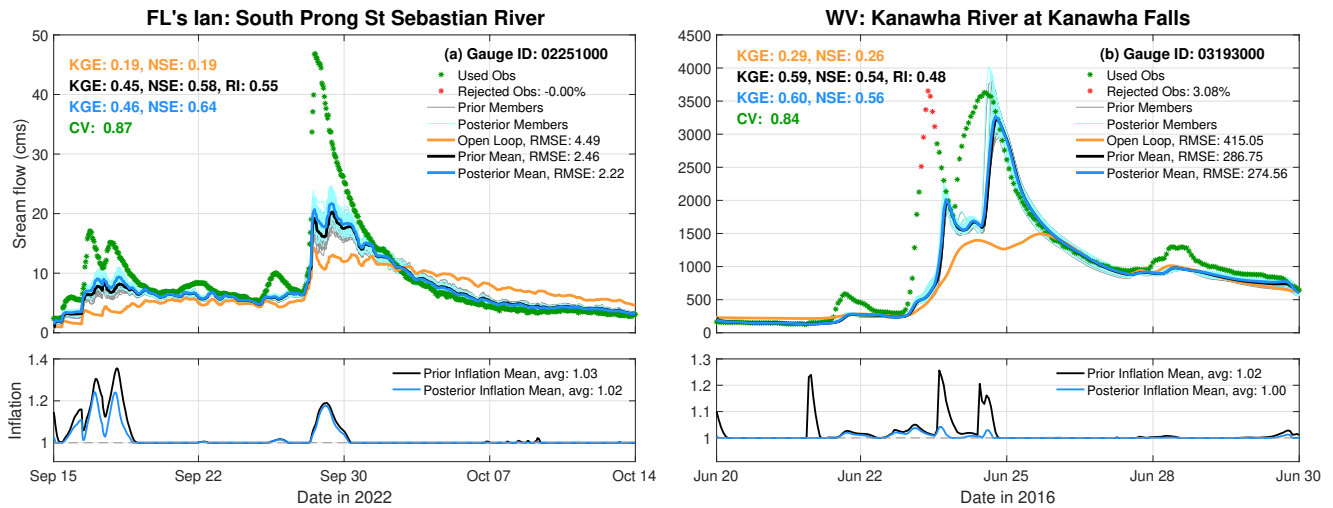 FL's Ian: South Prong St Sebastian River
KGE: 0.19, NSE: 0.19
KGE: 0.45, NSE: 0.58, RI: 0.55
KGE: 0.46, NSE: 0.64
CV: 0.87
(a) Gauge ID: 02251000
Used Obs
Rejected Obs: -0.00%
Prior Members
Posterior Members
Open Loop, RMSE: 4.49
Prior Mean, RMSE: 2.46
Posterior Mean, RMSE: 2.22
Sream flow (cms)
50
40
30
20
10
0
Prior Inflation Mean, avg: 1.03
Posterior Inflation Mean, avg: 1.02
Inflation
1.4
1.2
1
Sep 15
Sep 22
Sep 30
Oct 07
Oct 14
Date in 2022
WV: Kanawha River at Kanawha Falls
KGE: 0.29, NSE: 0.26
KGE: 0.59, NSE: 0.54, RI: 0.48
KGE: 0.60, NSE: 0.56
CV: 0.84
(b) Gauge ID: 03193000
Used Obs
Rejected Obs: 3.08%
Prior Members
Posterior Members
Open Loop, RMSE: 415.05
Prior Mean, RMSE: 286.75
Posterior Mean, RMSE: 274.56
4500
4000
3500
3000
2500
2000
1500
1000
500
0
Prior Inflation Mean, avg: 1.02
Posterior Inflation Mean, avg: 1.00
1.3
1.2
1.1
1
Jun 20
Jun 22
Jun 25
Jun 28
Jun 30
Date in 2016